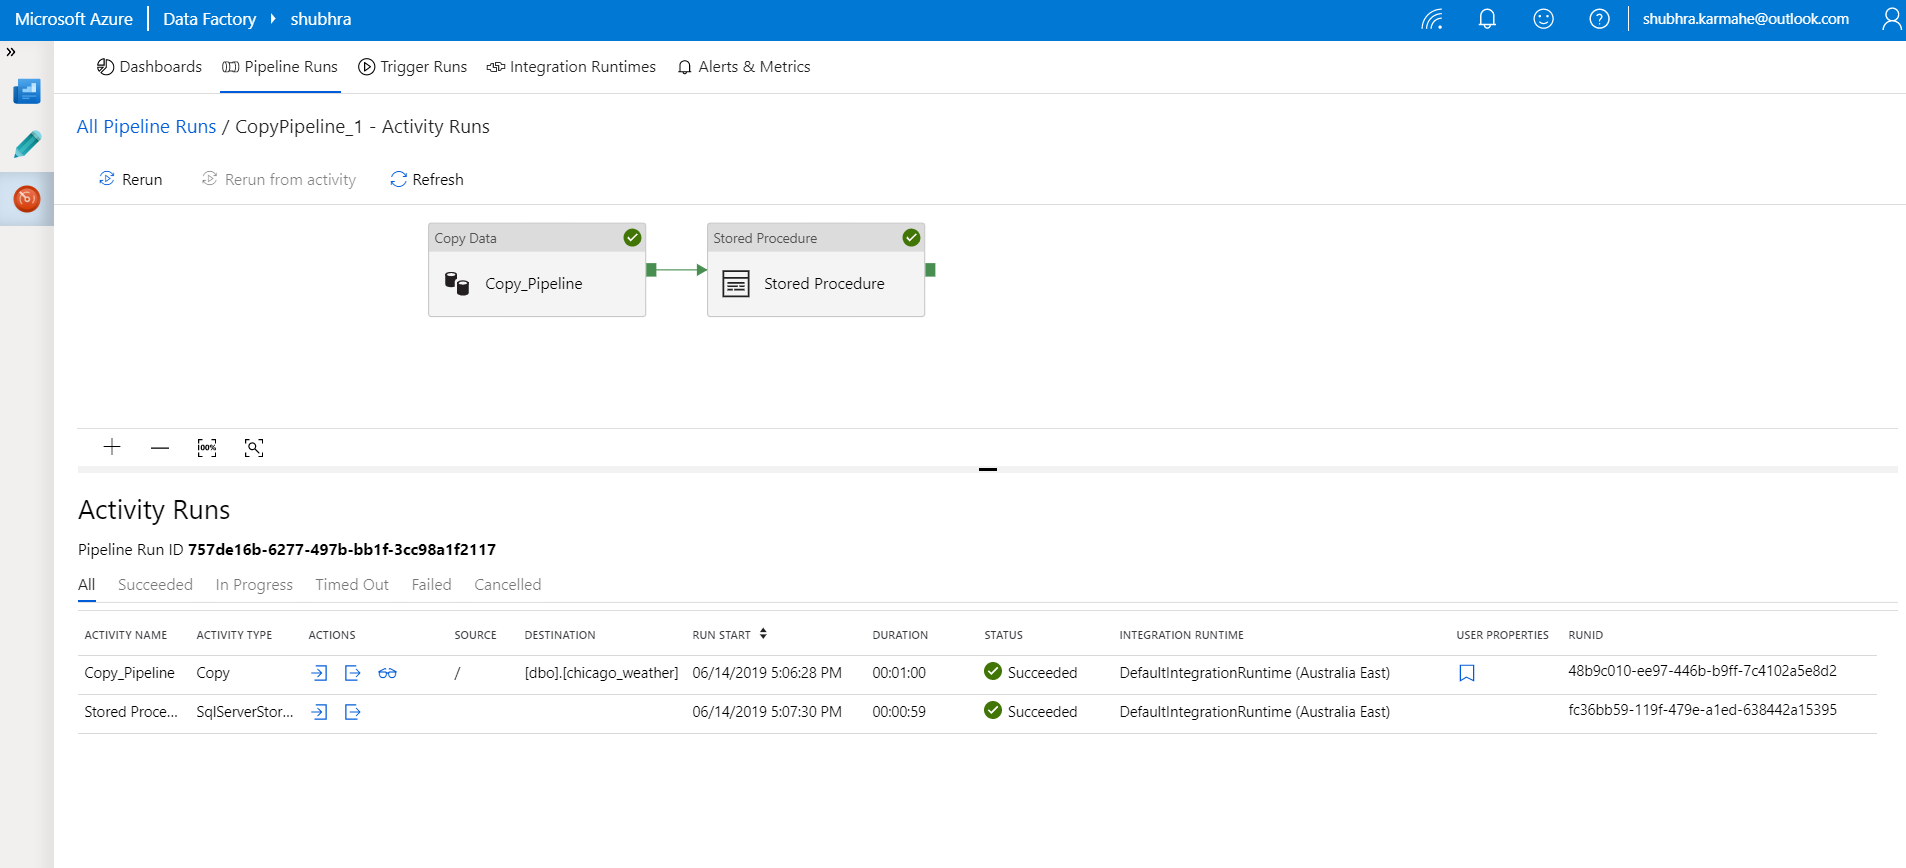 Microsoft Azure Data Factory shubhra shubhra.karmahe@outlook.com
»
Dashboards Pipeline Runs Trigger Runs Integration Runtimes Alerts & Metrics
All Pipeline Runs / CopyPipeline_1 - Activity Runs
Rerun Rerun from activity Refresh
Copy Data Stored Procedure
Copy_Pipeline Stored Procedure
100%
Activity Runs
Pipeline Run ID 757de16b-6277-497b-bb1f-3cc98a1f2117
All Succeeded In Progress Timed Out Failed Cancelled
ACTIVITY NAME ACTIVITY TYPE ACTIONS SOURCE DESTINATION RUN START DURATION STATUS INTEGRATION RUNTIME USER PROPERTIES RUNID
Copy_Pipeline Copy / [dbo].[chicago_weather] 06/14/2019 5:06:28 PM 00:01:00 Succeeded DefaultIntegrationRuntime (Australia East) 48b9c010-ee97-446b-b9ff-7c4102a5e8d2
Stored Proce... SqlServerStor... 06/14/2019 5:07:30 PM 00:00:59 Succeeded DefaultIntegrationRuntime (Australia East) fc36bb59-119f-479e-a1ed-638442a15395